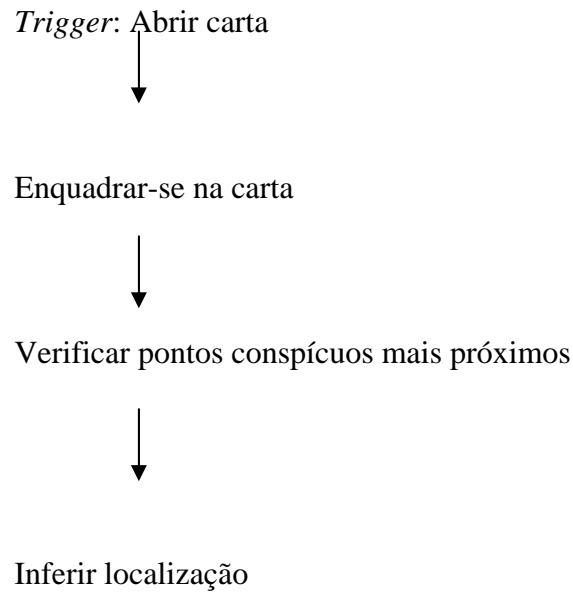 Trigger: Abrir carta
Enquadrar-se na carta
Verificar pontos conspícuos mais próximos
Inferir localização